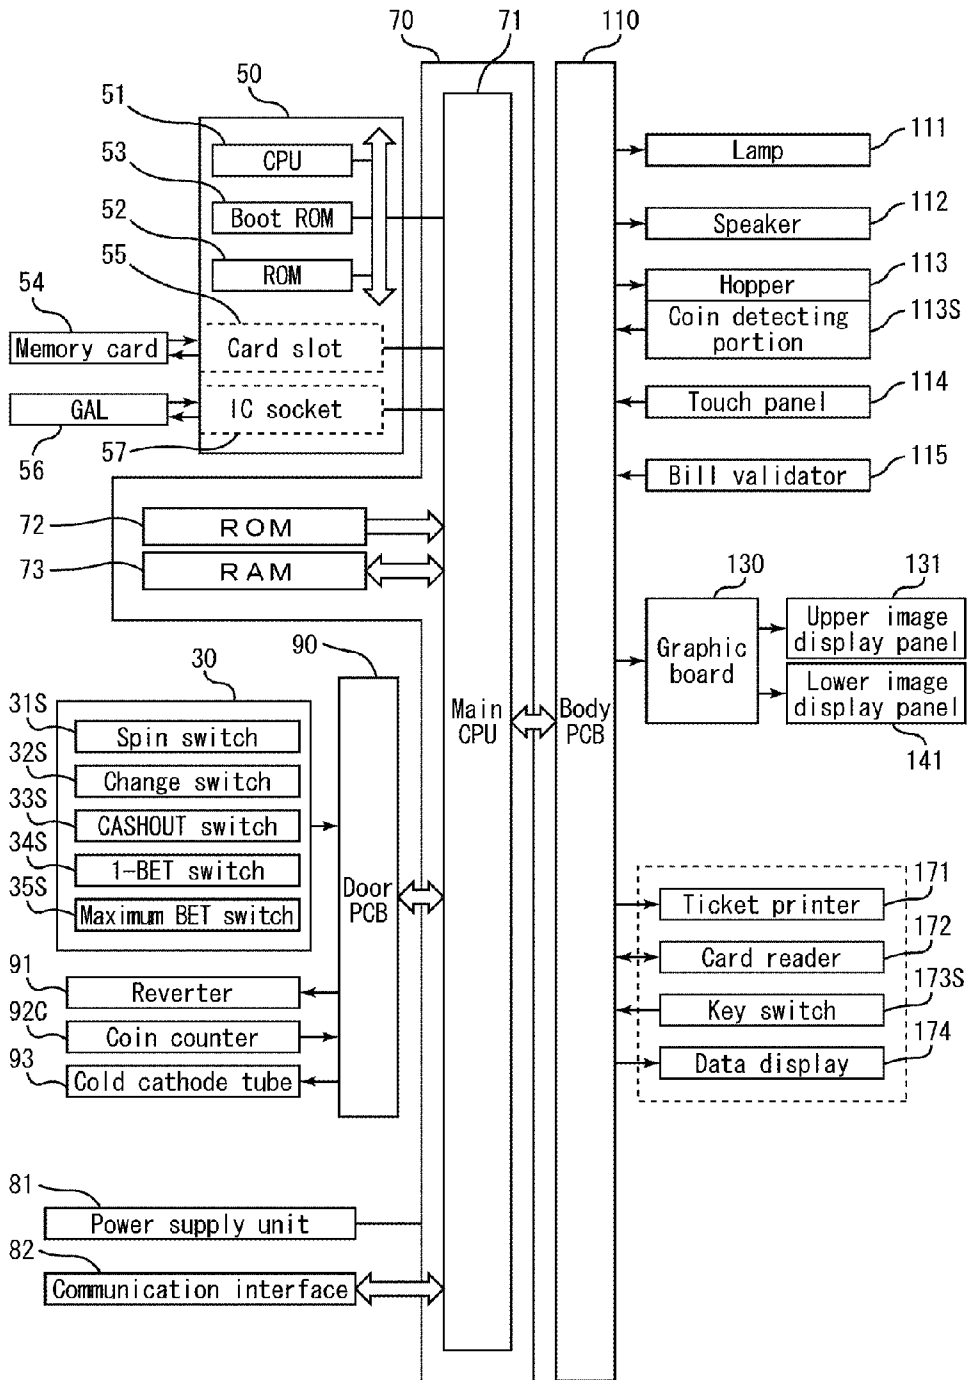 70
71
110
50
51
CPU
53
Boot ROM
52
ROM
55
54
Memory card
Card slot
GAL
56
IC socket
57
72
ROM
73
RAM
111
Lamp
112
Speaker
113
Hopper
113S
Coin detecting
portion
114
Touch panel
115
Bill validator
130
Graphic
board
131
Upper image
display panel
Lower image
display panel
141
Main
CPU
Body
PCB
90
Door
PCB
30
31S
Spin switch
32S
Change switch
33S
CASHOUT switch
34S
1-BET switch
35S
Maximum BET switch
91
Reverter
92C
Coin counter
93
Cold cathode tube
171
Ticket printer
172
Card reader
173S
Key switch
174
Data display
81
Power supply unit
82
Communication interface